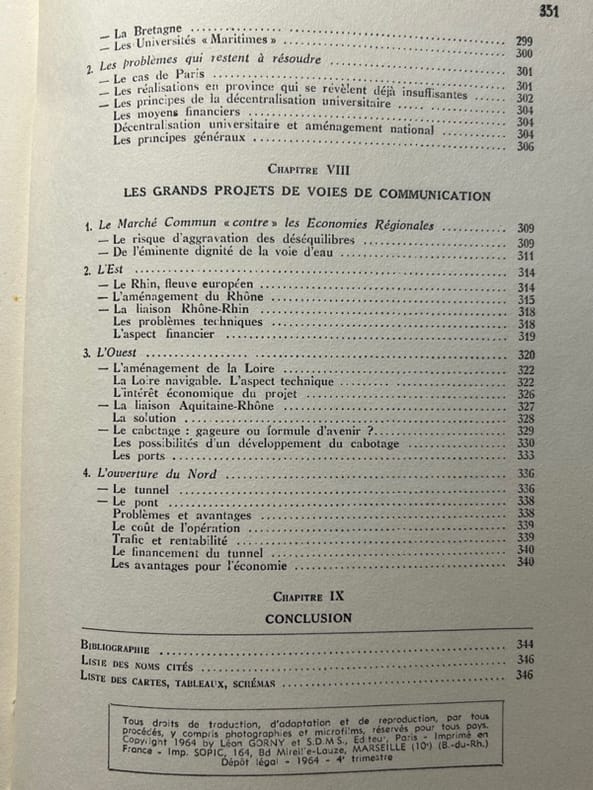 351
— La Bretagne .......... 299
— Les Universités « Maritimes » .......... 300
2. Les problèmes qui restent à résoudre .......... 301
— Le cas de Paris .......... 301
— Les réalisations en province qui se révèlent déjà insuffisantes .......... 302
— Les principes de la décentralisation universitaire .......... 304
Les moyens financiers .......... 304
Décentralisation universitaire et aménagement national .......... 304
Les principes généraux .......... 306
CHAPITRE VIII
LES GRANDS PROJETS DE VOIES DE COMMUNICATION
1. Le Marché Commun « contre » les Economies Régionales .......... 309
— Le risque d'aggravation des déséquilibres .......... 309
— De l'éminente dignité de la voie d'eau .......... 311
2. L'Est .......... 314
— Le Rhin, fleuve européen .......... 314
— L'aménagement du Rhône .......... 315
— La liaison Rhône-Rhin .......... 318
Les problèmes techniques .......... 318
L'aspect financier .......... 319
3. L'Ouest .......... 320
— L'aménagement de la Loire .......... 322
La Loire navigable. L'aspect technique .......... 322
L'intérêt économique du projet .......... 326
— La liaison Aquitaine-Rhône .......... 327
La solution .......... 328
— Le cabotage : gageure ou formule d'avenir ? .......... 329
Les possibilités d'un développement du cabotage .......... 330
Les ports .......... 333
4. L'ouverture du Nord .......... 336
— Le tunnel .......... 336
— Le pont .......... 338
Problèmes et avantages .......... 338
Le coût de l'opération .......... 339
Trafic et rentabilité .......... 339
Le financement du tunnel .......... 340
Les avantages pour l'économie .......... 340
CHAPITRE IX
CONCLUSION
BIBLIOGRAPHIE .......... 344
LISTE DES NOMS CITÉS .......... 346
LISTE DES CARTES, TABLEAUX, SCHÉMAS .......... 346
Tous droits de traduction, d'adaptation et de reproduction, par tous
procédés, y compris photographies et microfilms, réservés pour tous pays.
Copyright 1964 by Léon GORNY et S.D.M.S., Editeur, Paris - Imprimé en
France - Imp. SOPIC, 164, Bd Mireille-Lauze, MARSEILLE (10e) (B.-du-Rh.)
Dépôt légal - 1964 - 4e trimestre